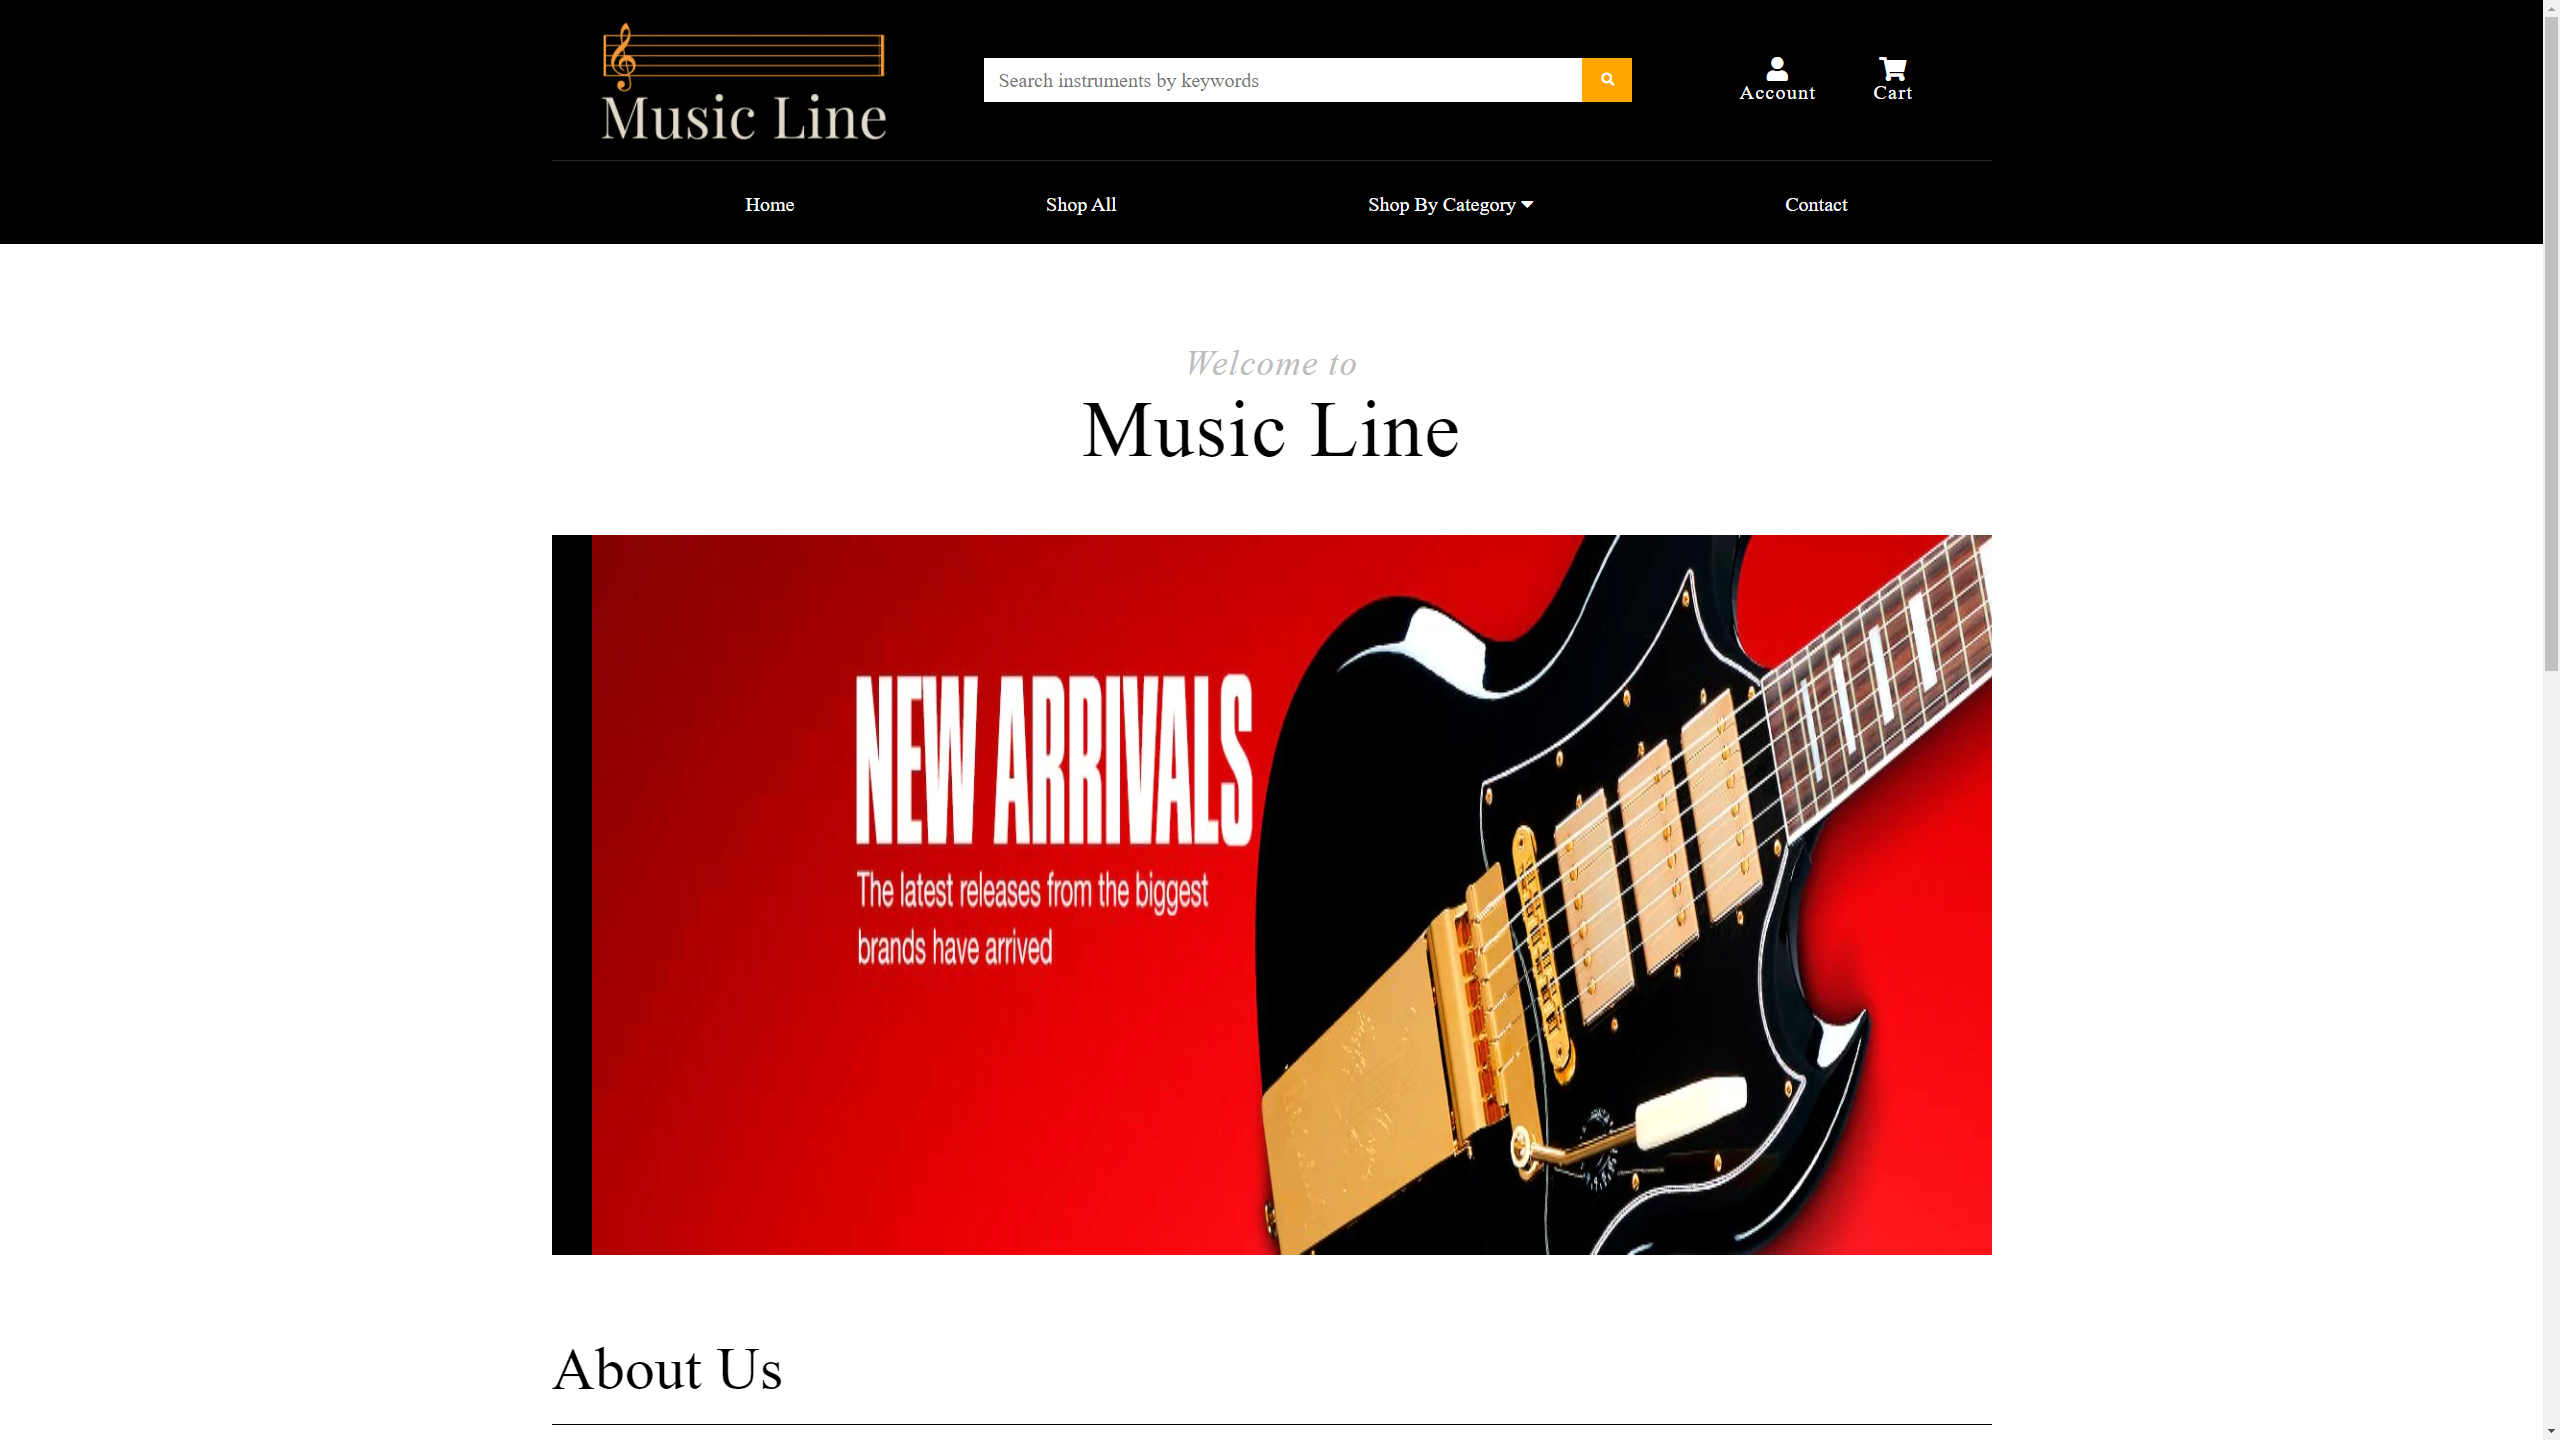 Music Line
Search instruments by keywords
Account
Cart
Home
Shop All
Shop By Category
Contact
Welcome to
Music Line
NEW ARRIVALS
The latest releases from the biggest
brands have arrived
About Us